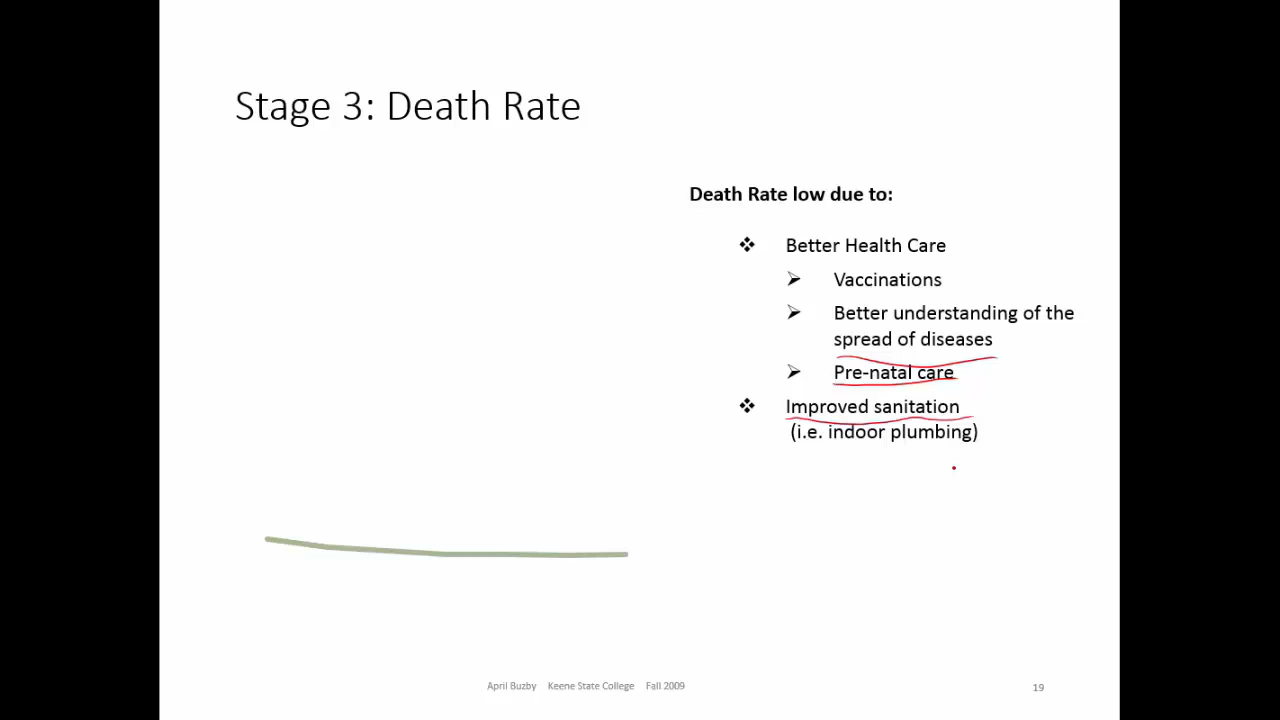 Stage 3: Death Rate
Death Rate low due to:
❖ Better Health Care
➢ Vaccinations
➢ Better understanding of the
spread of diseases
➢ Pre-natal care
❖ Improved sanitation
(i.e. indoor plumbing)
April Buzby Keene State College Fall 2009
19